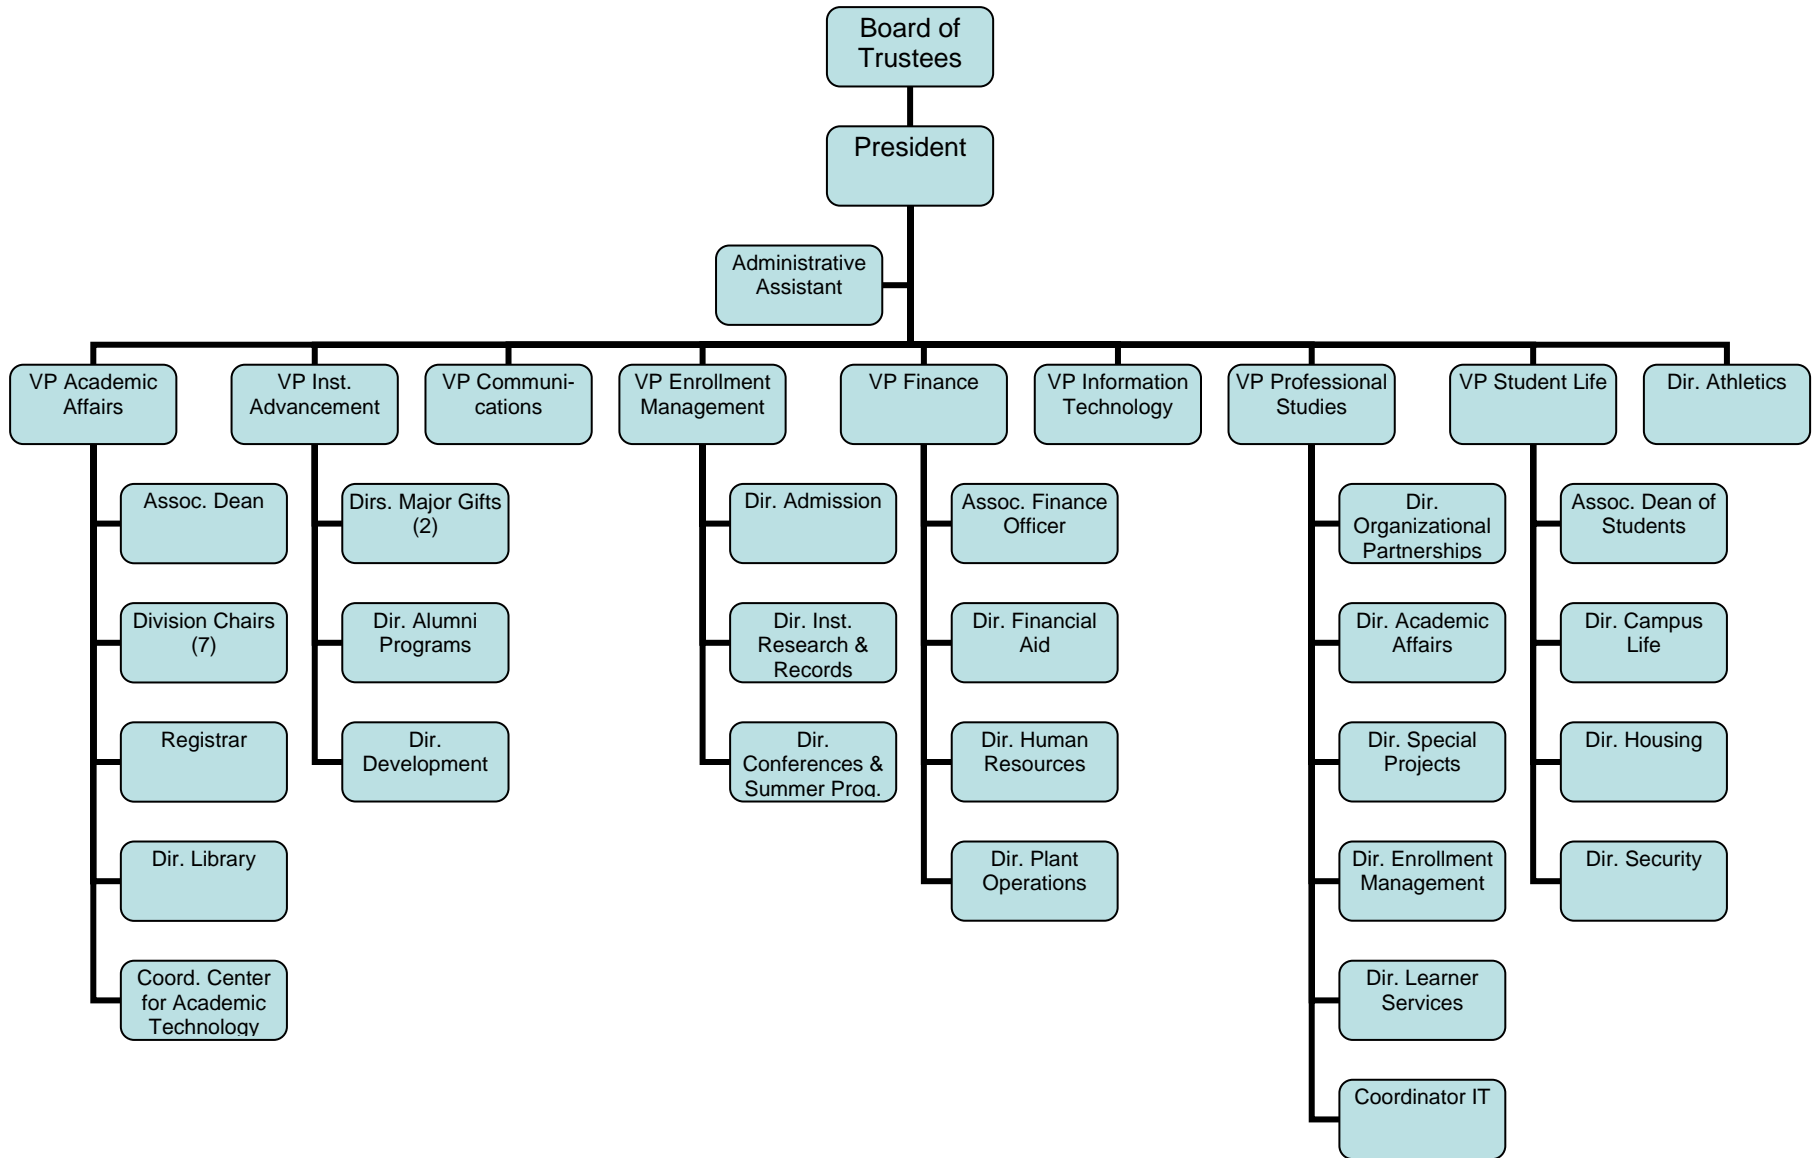 Board of
Trustees
President
Administrative
Assistant
VP Academic
Affairs
VP Inst.
Advancement
VP Communi-
cations
VP Enrollment
Management
VP Finance
VP Information
Technology
VP Professional
Studies
VP Student Life
Dir. Athletics
Assoc. Dean
Division Chairs
(7)
Registrar
Dir. Library
Coord. Center
for Academic
Technology
Dirs. Major Gifts
(2)
Dir. Alumni
Programs
Dir.
Development
Dir. Admission
Dir. Inst.
Research &
Records
Dir.
Conferences &
Summer Prog.
Assoc. Finance
Officer
Dir. Financial
Aid
Dir. Human
Resources
Dir. Plant
Operations
Dir.
Organizational
Partnerships
Dir. Academic
Affairs
Dir. Special
Projects
Dir. Enrollment
Management
Dir. Learner
Services
Coordinator IT
Assoc. Dean of
Students
Dir. Campus
Life
Dir. Housing
Dir. Security